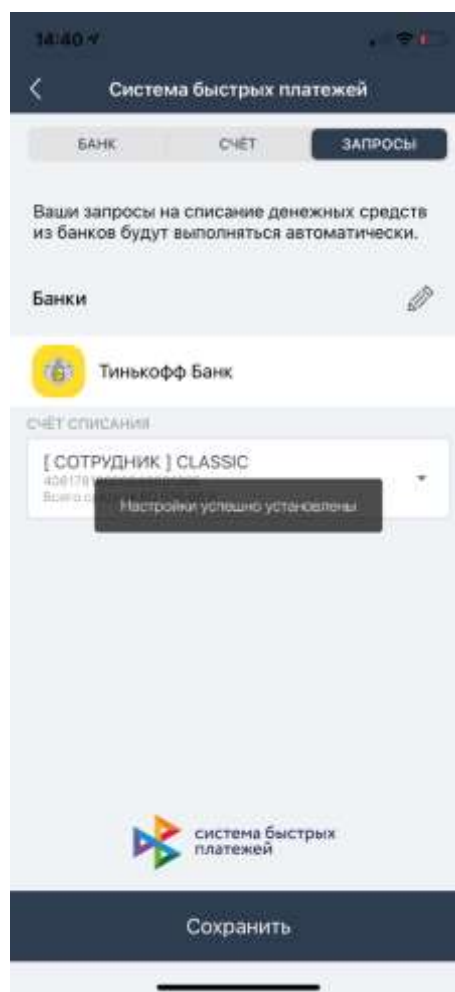 14:40
Система быстрых платежей
БАНК СЧЁТ ЗАПРОСЫ
Ваши запросы на списание денежных средств
из банков будут выполняться автоматически.
Банки
Тинькофф Банк
СЧЁТ СПИСАНИЯ
[ СОТРУДНИК ] CLASSIC
Всего
Настройки успешно установлены
система быстрых
платежей
Сохранить